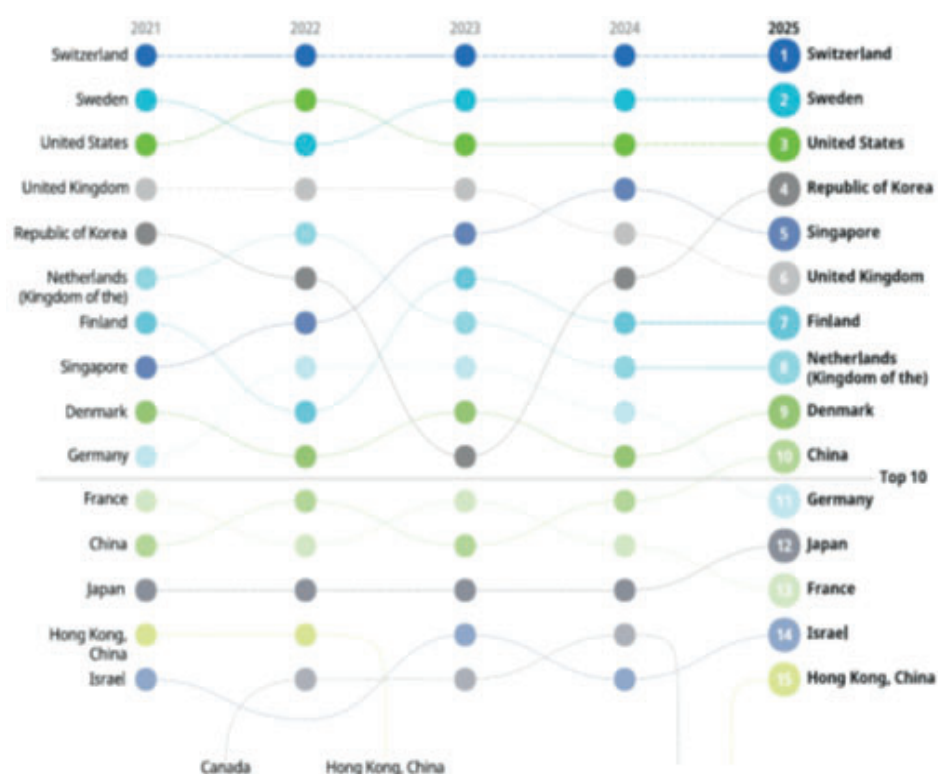 2021 2022 2023 2024 2025
Switzerland 1 Switzerland
Sweden 2 Sweden
United States 3 United States
United Kingdom 4 Republic of Korea
Republic of Korea 5 Singapore
Netherlands
(Kingdom of the) 6 United Kingdom
Finland 7 Finland
Singapore 8 Netherlands
(Kingdom of the)
Denmark 9 Denmark
Germany 10 China
Top 10
France 11 Germany
China 12 Japan
Japan 13 France
Hong Kong,
China 14 Israel
Israel 15 Hong Kong, China
Canada Hong Kong, China